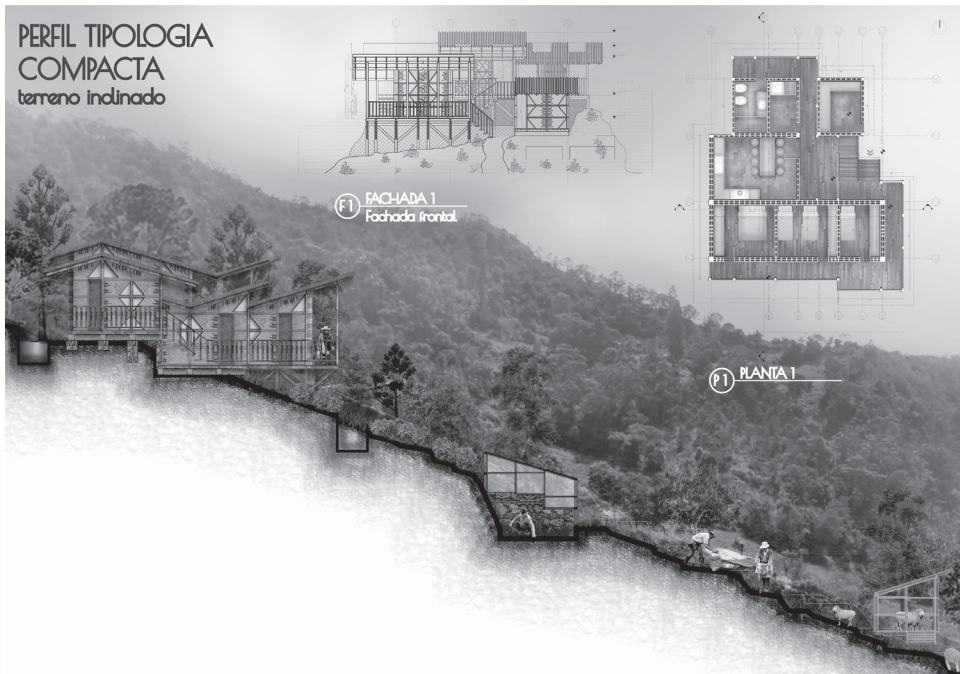 PERFIL TIPOLOGIA
COMPACTA
terreno inclinado
F1
FACHADA 1
Fachada frontal.
P1
PLANTA 1